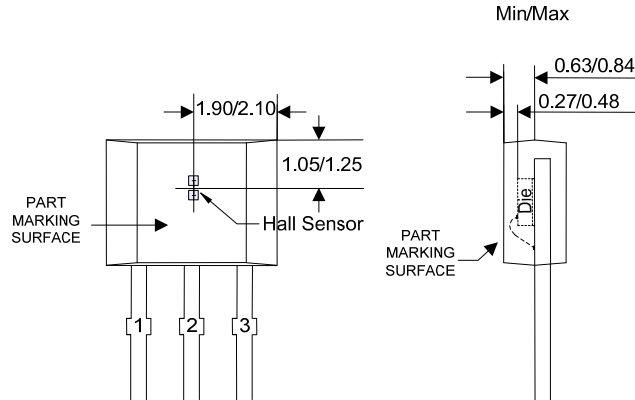 Min/Max
0.63/0.84
1.90/2.10
0.27/0.48
1.05/1.25
PART
MARKING
SURFACE
Hall Sensor
Die
PART
MARKING
SURFACE
1
2
3